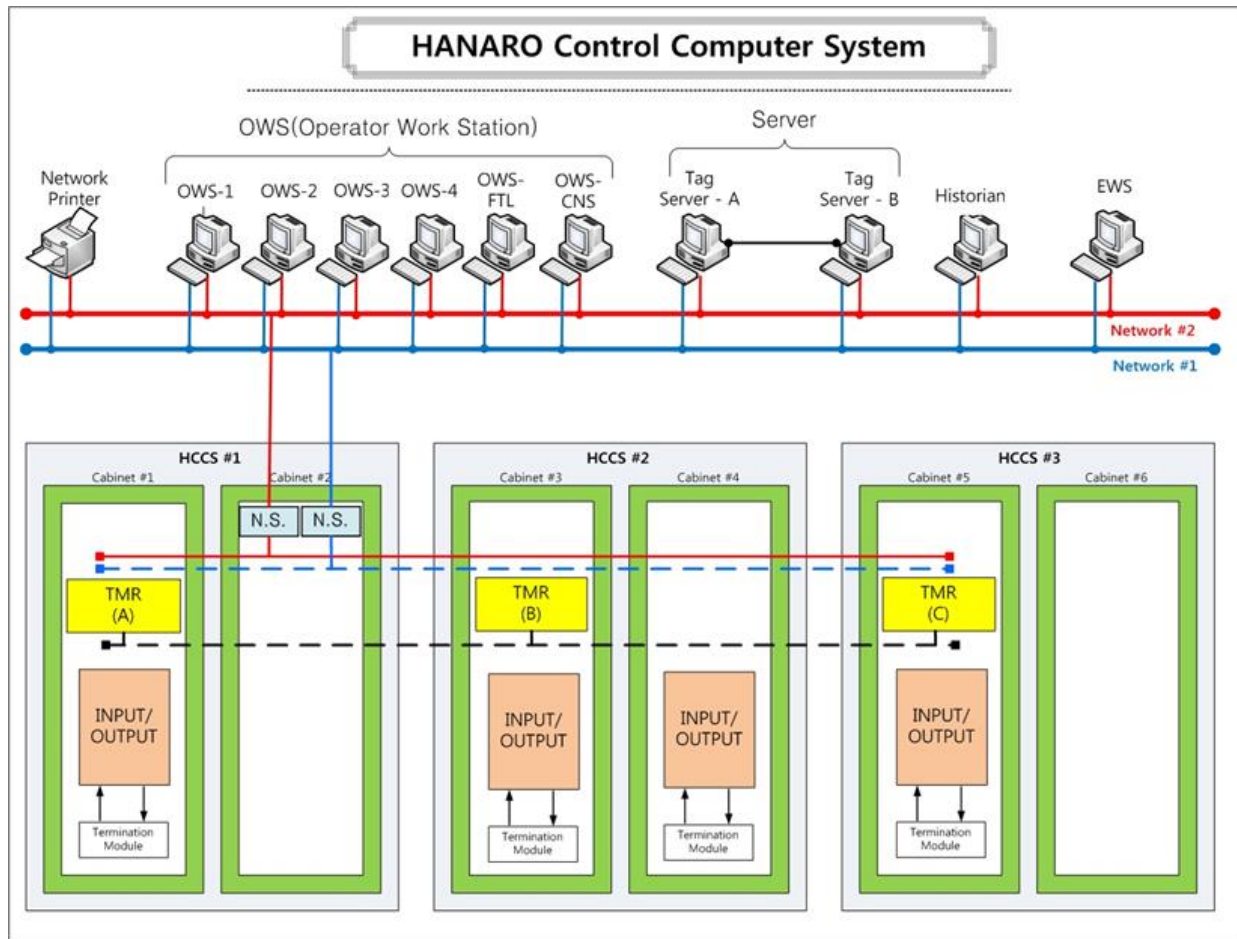 HANARO Control Computer System
OWS(Operator Work Station)
Server
Network
Printer
OWS-1
OWS-2
OWS-3
OWS-4
OWS-
FTL
OWS-
CNS
Tag
Server - A
Tag
Server - B
Historian
EWS
Network #2
Network #1
HCCS #1
Cabinet #1
Cabinet #2
N.S.
N.S.
TMR
(A)
INPUT/
OUTPUT
Termination
Module
HCCS #2
Cabinet #3
Cabinet #4
TMR
(B)
INPUT/
OUTPUT
Termination
Module
INPUT/
OUTPUT
Termination
Module
HCCS #3
Cabinet #5
Cabinet #6
TMR
(C)
INPUT/
OUTPUT
Termination
Module